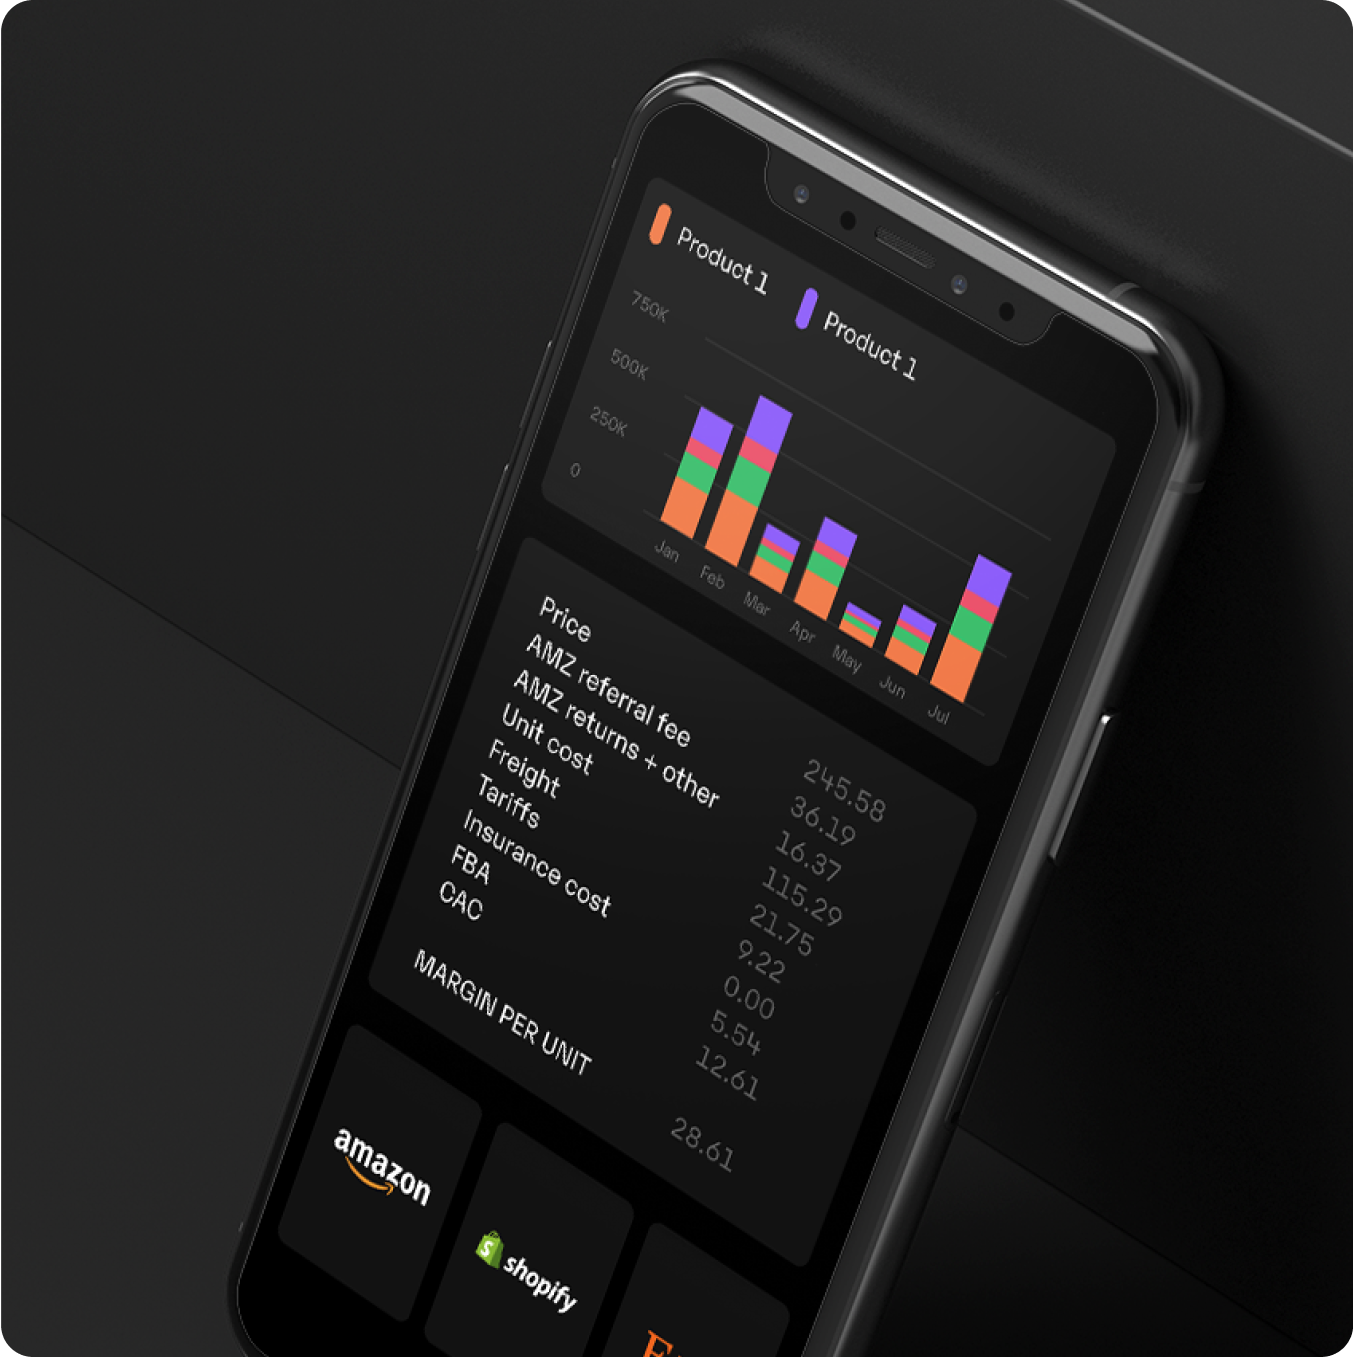 Product 1
Product 1
750K
500K
250K
0
Jan Feb Mar Apr May Jun Jul
Price 245.58
AMZ referral fee 36.19
AMZ returns + other 16.37
Unit cost 115.29
Freight 21.75
Tariffs 9.22
Insurance cost 0.00
FBA 5.54
CAC 12.61
MARGIN PER UNIT 28.61
amazon
shopify